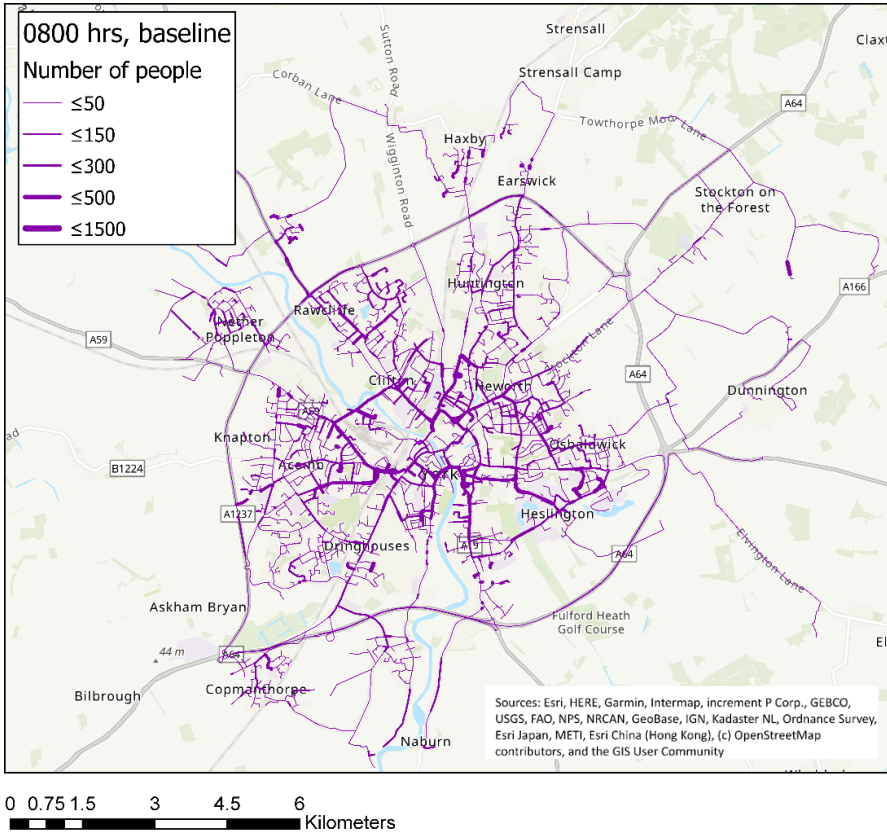 0800 hrs, baseline
Number of people
≤50
≤150
≤300
≤500
≤1500
Strensall
Strensall Camp
Claxt
Corban Lane
Sutton Roay
A64
Towthorpe Moor Lane
Wigginton Road
Haxby
Earswick
Stockton on
the Forest
Huntington
A166
Rawcliffe
Nether
Poppleton
A59
Stockton Lane
A64
Clifton
Heworth
Dunnington
A59
Knapton
Osbaldwick
B1224
Acomb
York
A1237
Heslington
Dringhouses
A19
A64
Elvington Lane
Askham Bryan
Fulford Heath
Golf Course
El
44 m
A64
Bilbrough
Copmanthorpe
Naburn
Sources: Esri, HERE, Garmin, Intermap, increment P Corp., GEBCO,
USGS, FAO, NPS, NRCAN, GeoBase, IGN, Kadaster NL, Ordnance Survey,
Esri Japan, METI, Esri China (Hong Kong), (c) OpenStreetMap
contributors, and the GIS User Community
0 0.75 1.5 3 4.5 6
Kilometers